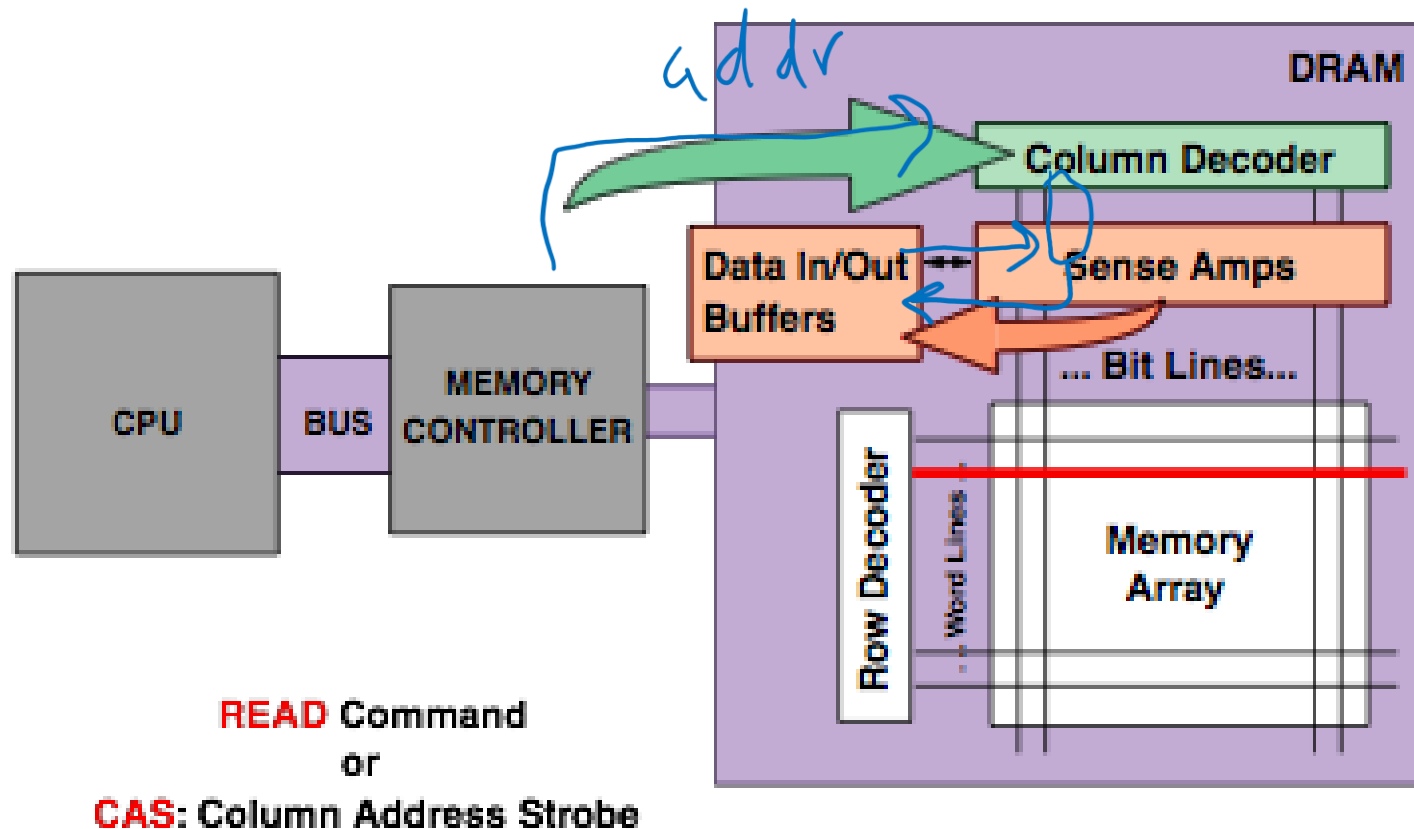 addr
DRAM
Column Decoder
Data In/Out
Buffers
Sense Amps
... Bit Lines...
CPU
BUS
MEMORY
CONTROLLER
Row Decoder
... Word Lines ...
Memory
Array
READ Command
or
CAS: Column Address Strobe